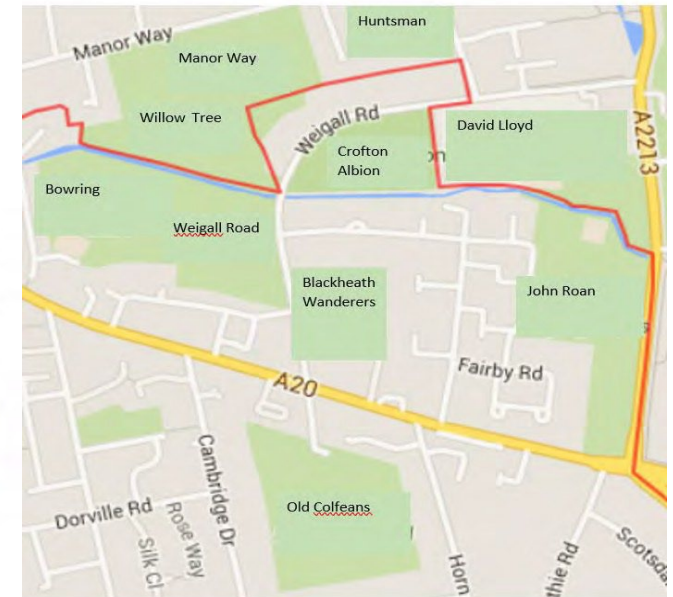 Huntsman
Manor Way
Manor Way
Willow Tree
Weigall Rd
David Lloyd
A2213
Crofton
Albion
on
Bowring
Weigall Road
Blackheath
Wanderers
John Roan
Fairby Rd
A20
Cambridge Dr
Old Colfeans
Dorville Rd
Rose Way
Silk Cl
Horn
thie Rd
Scotsda